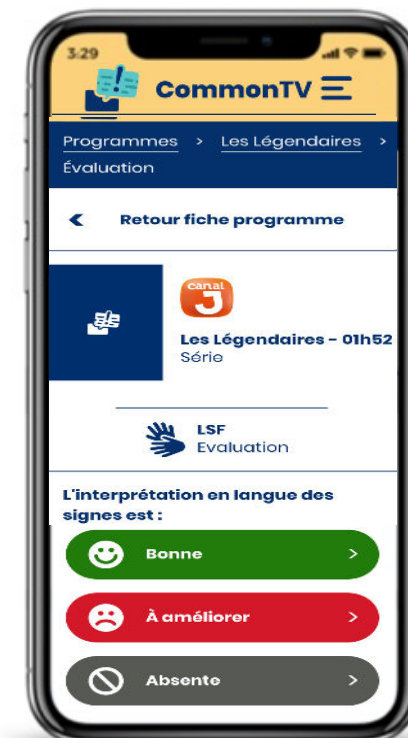 3:29
CommonTV
Programmes > Les Légendaires >
Évaluation
< Retour fiche programme
canal
J
Les Légendaires - 01h52
Série
LSF
Evaluation
L'interprétation en langue des
signes est :
Bonne >
À améliorer >
Absente >